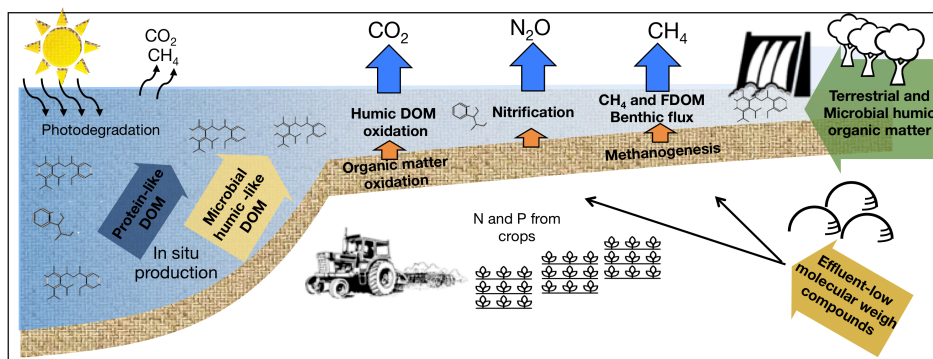 CO2
CH4
CO2
N2O
CH4
Photodegradation
Humic DOM
oxidation
Nitrification
CH4 and FDOM
Benthic flux
Terrestrial and
Microbial humic
organic matter
Organic matter
oxidation
Methanogenesis
Protein-like
DOM
Microbial
humic -like
DOM
In situ
production
N and P from
crops
Effluent-low
molecular weigh
compounds